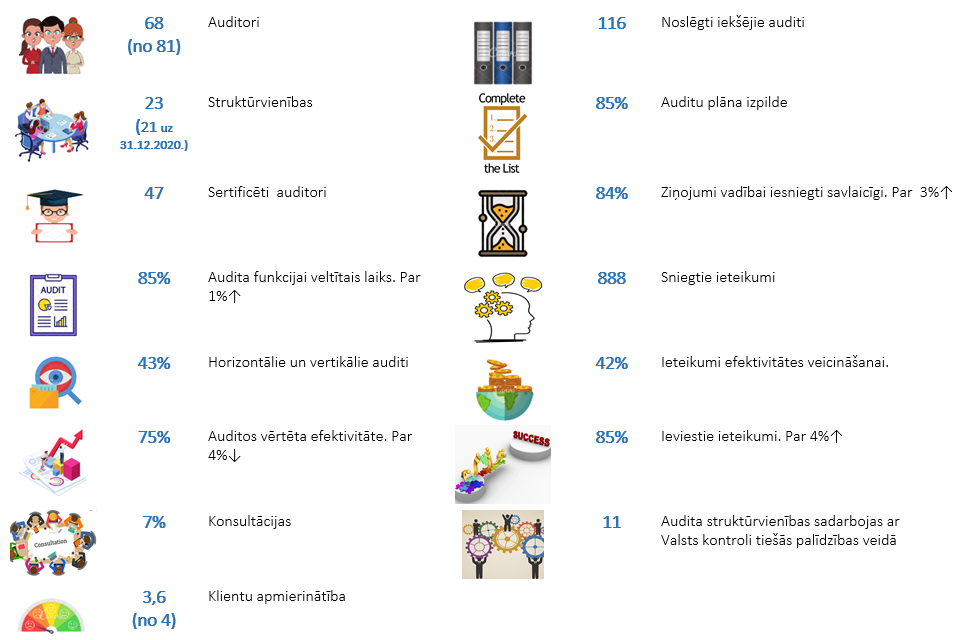 68
(no 81)
Auditori
23
(21 uz
31.12.2020.)
Struktūrvienības
47
Sertificēti  auditori
AUDIT
85%
Audita funkcijai veltītais laiks. Par
1%↑
43%
Horizontālie un vertikālie auditi
75%
Auditos vērtēta efektivitāte. Par
4%↓
Consultation
7%
Konsultācijas
3,6
(no 4)
Klientu apmierinātība
116
Noslēgti iekšējie auditi
Complete
1.
2.
3.
the List
85%
Auditu plāna izpilde
84%
Ziņojumi vadībai iesniegti savlaicīgi. Par  3%↑
888
Sniegtie ieteikumi
42%
Ieteikumi efektivitātes veicināšanai.
SUCCESS
85%
Ieviestie ieteikumi. Par 4%↑
11
Audita struktūrvienības sadarbojas ar
Valsts kontroli tiešās palīdzības veidā